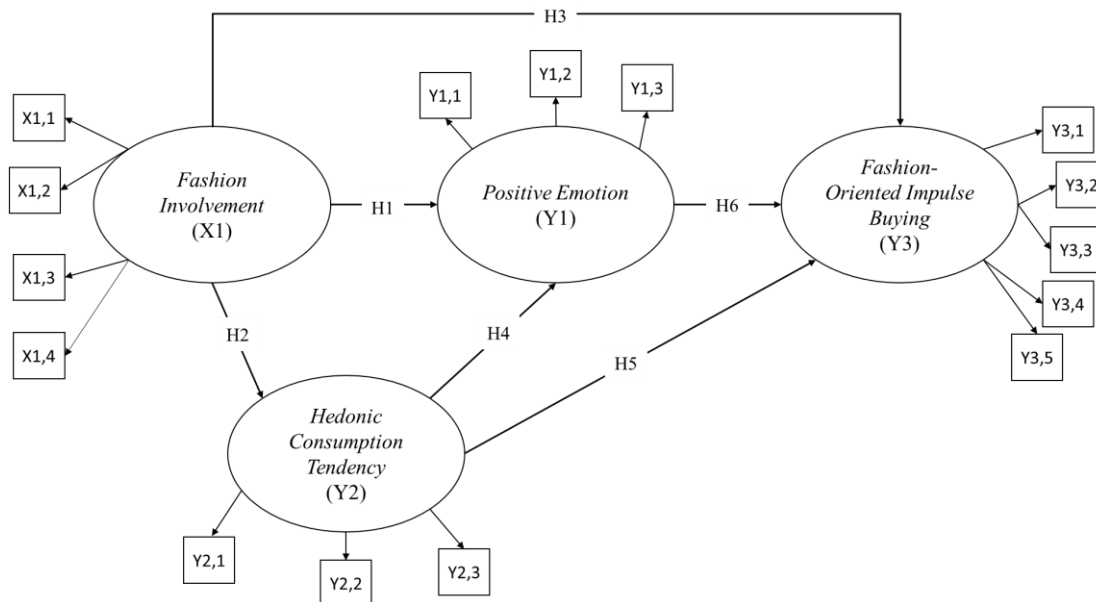 H3
Y1,1
Y1,2
Y1,3
X1,1
X1,2
X1,3
X1,4
Fashion
Involvement
(X1)
H1
Positive Emotion
(Y1)
H6
Fashion-
Oriented Impulse
Buying
(Y3)
Y3,1
Y3,2
Y3,3
Y3,4
Y3,5
H2
H4
H5
Hedonic
Consumption
Tendency
(Y2)
Y2,1
Y2,2
Y2,3